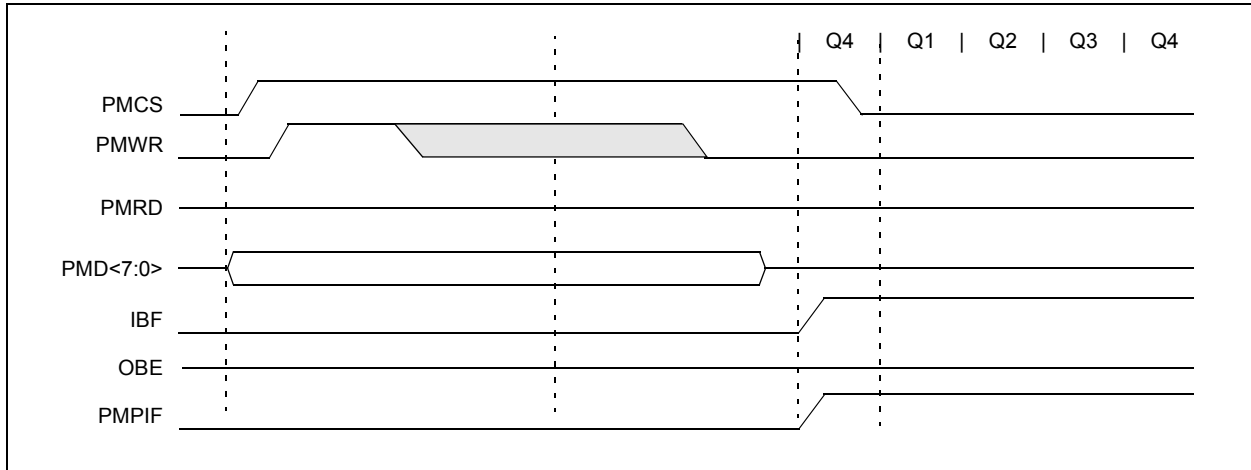 | Q4 | Q1 | Q2 | Q3 | Q4
PMCS
PMWR
PMRD
PMD<7:0>
IBF
OBE
PMPIF